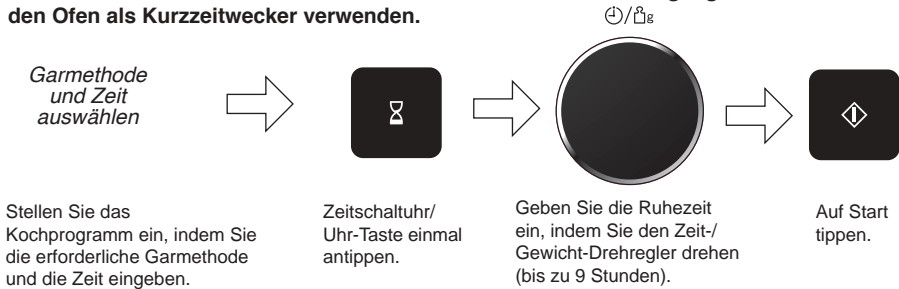 den Ofen als Kurzzeitwecker verwenden.
g
Garmethode
und Zeit
auswählen
Stellen Sie das
Kochprogramm ein, indem Sie
die erforderliche Garmethode
und die Zeit eingeben.
Zeitschaltuhr/
Uhr-Taste einmal
antippen.
Geben Sie die Ruhezeit
ein, indem Sie den Zeit-/
Gewicht-Drehregler drehen
(bis zu 9 Stunden).
Auf Start
tippen.